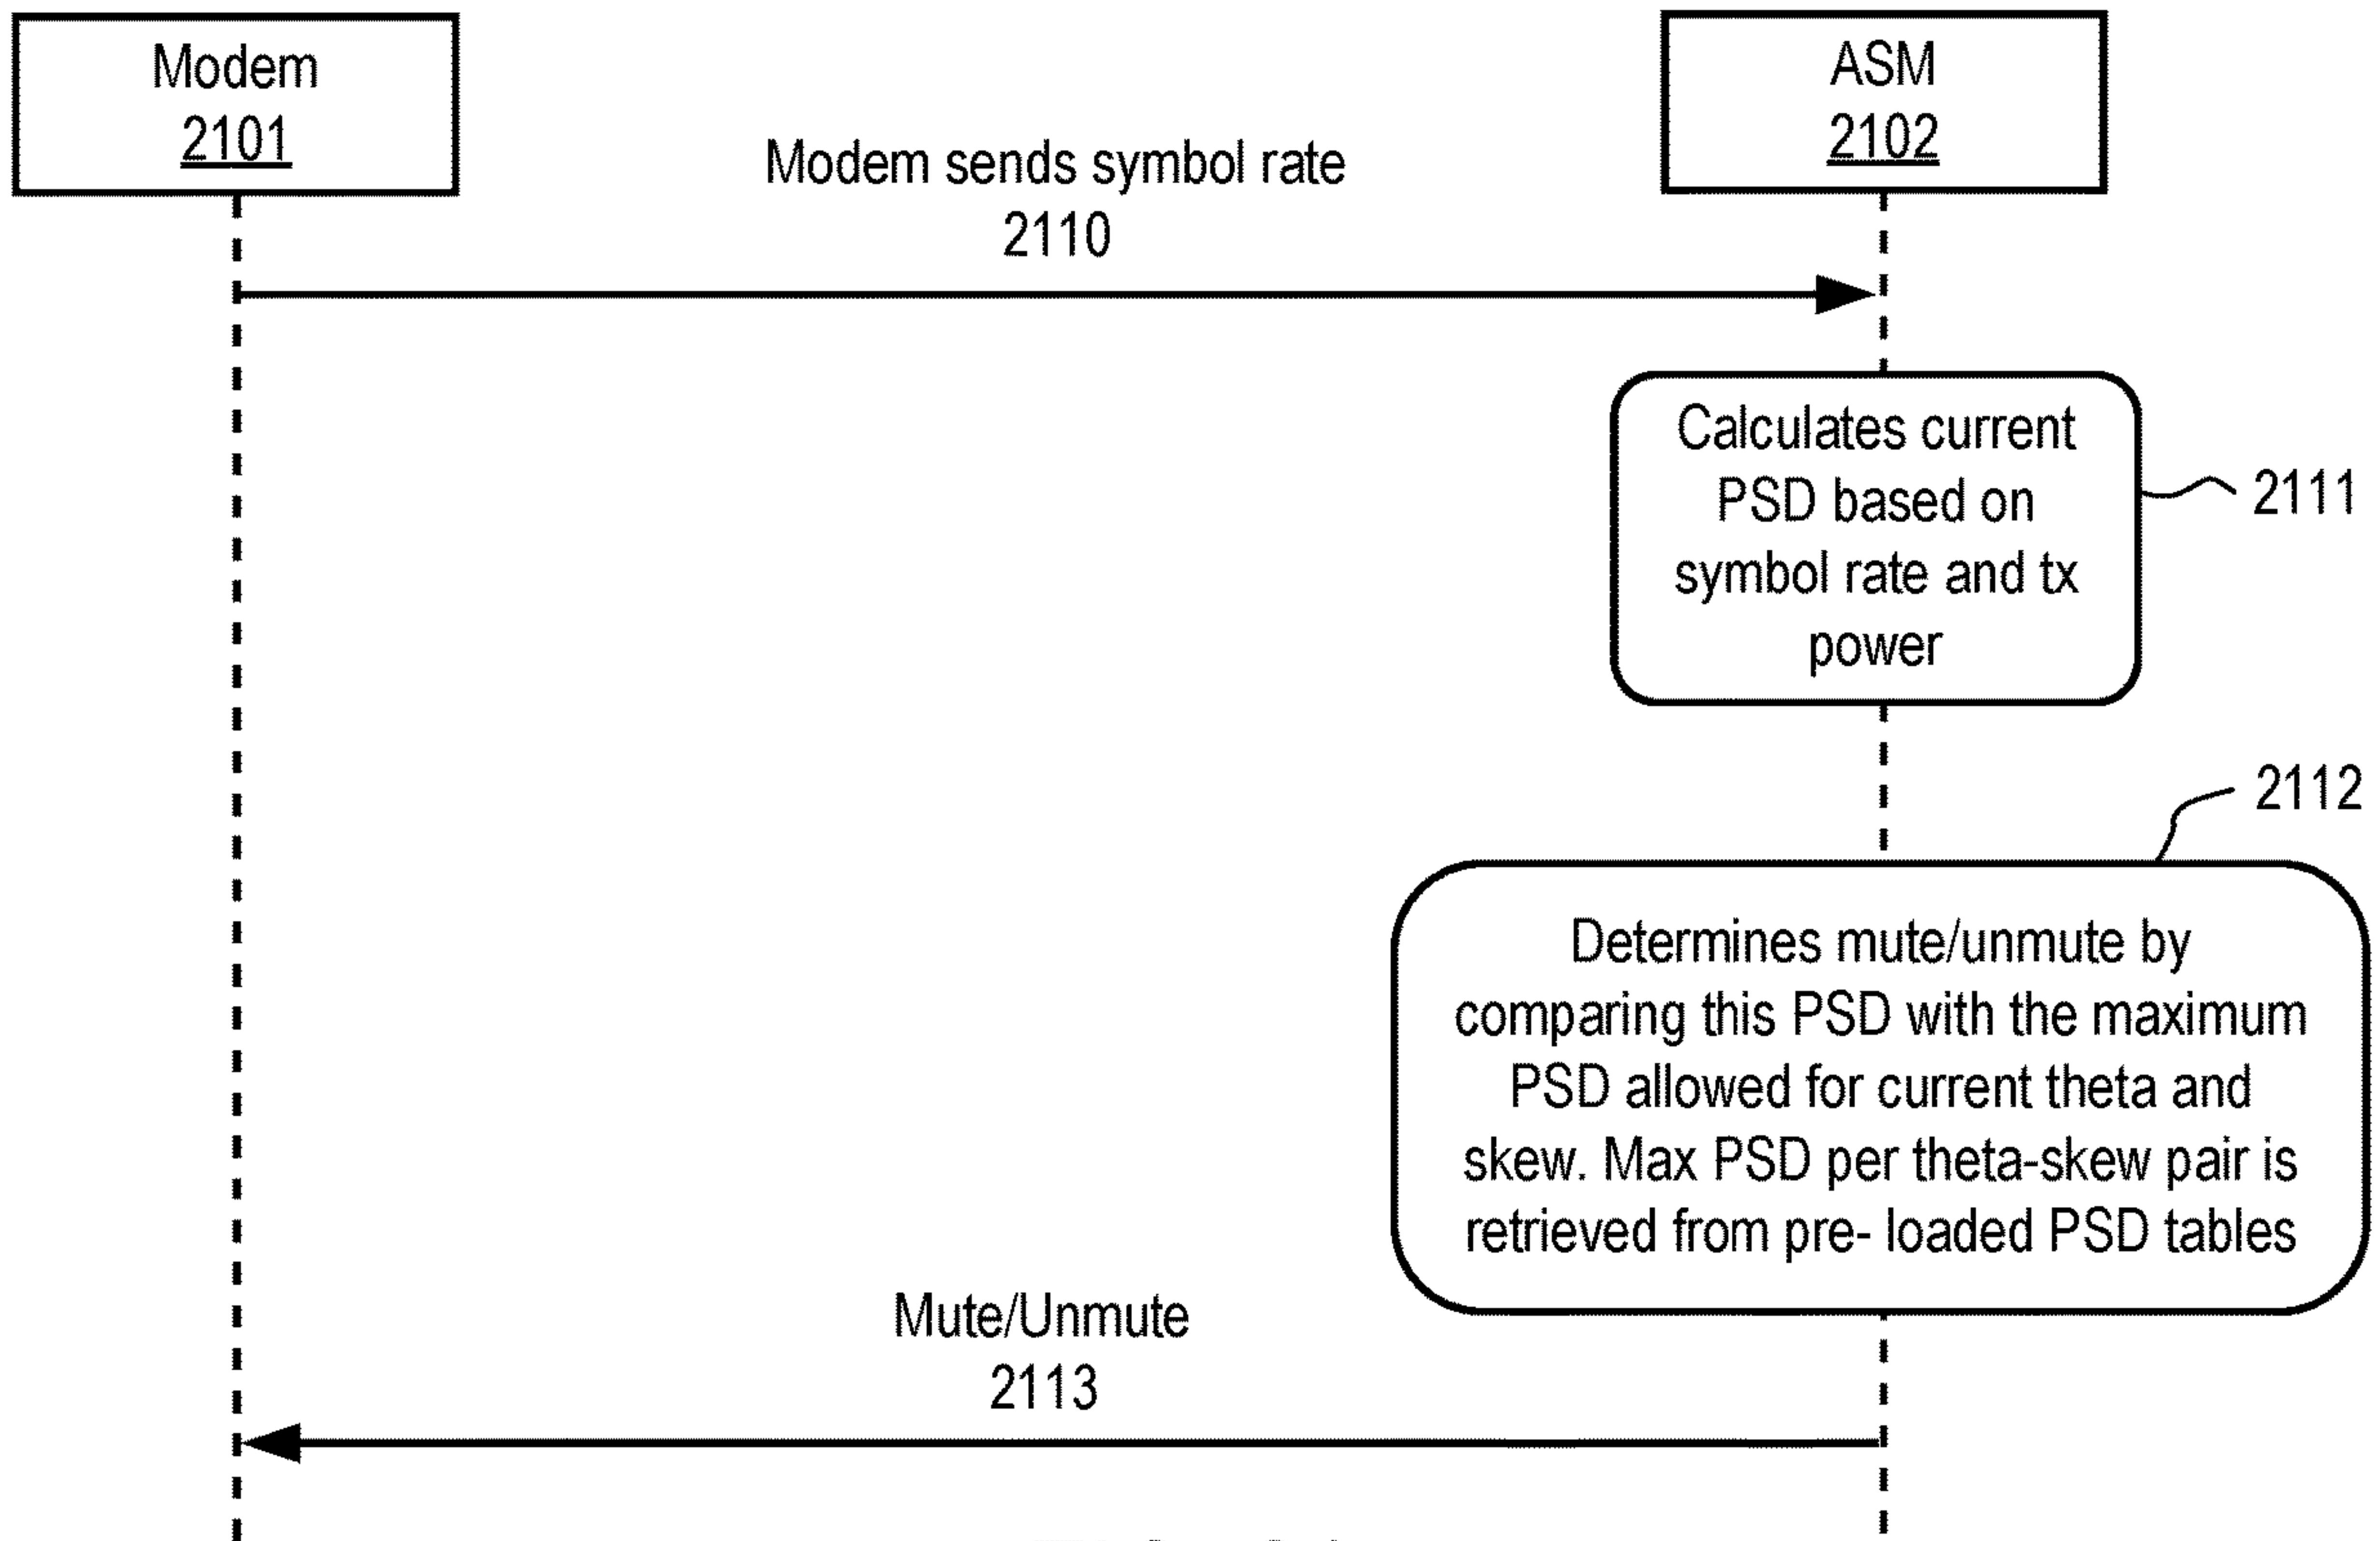 Modem
2101
ASM
2102
Modem sends symbol rate
2110
Calculates current
PSD based on
symbol rate and tx
power
2111
2112
Determines mute/unmute by
comparing this PSD with the maximum
PSD allowed for current theta and
skew. Max PSD per theta-skew pair is
retrieved from pre- loaded PSD tables
Mute/Unmute
2113